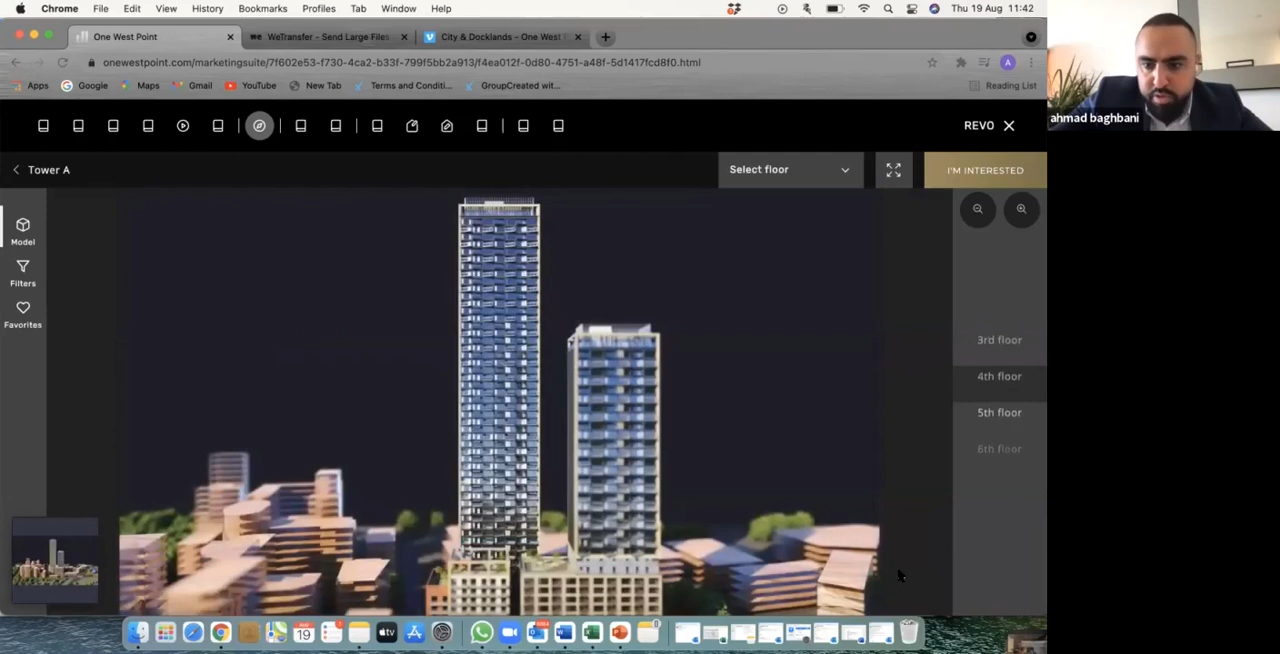 Chrome File Edit View History Bookmarks Profiles Tab Window Help Thu 19 Aug 11:42
One West Point WeTransfer - Send Large Files City & Docklands - One West P
onewestpoint.com/marketingsuite/7f602e53-f730-4ca2-b33f-799f5bb2a913/f4ea012f-0d80-4751-a48f-5d1417fcd8f0.html
Apps Google Maps Gmail YouTube New Tab Terms and Conditi... GroupCreated wit... Reading List
ahmad baghbani
REVO
Tower A Select floor I'M INTERESTED
Model
Filters
Favorites
3rd floor
4th floor
5th floor
6th floor